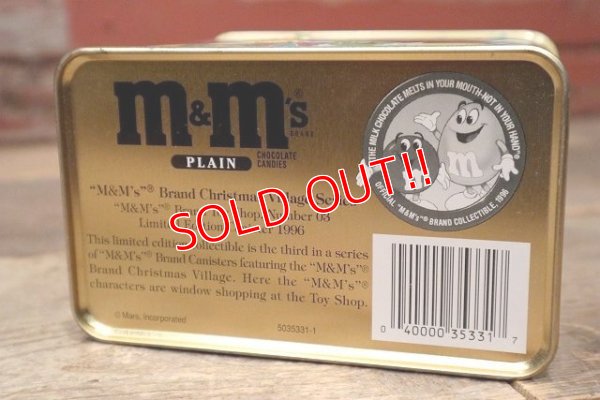 m&m's®
BRAND
PLAIN
CHOCOLATE
CANDIES
THE MILK CHOCOLATE MELTS IN YOUR MOUTH-NOT IN YOUR HAND®
m
OFFICIAL "M&M's"® BRAND COLLECTIBLE, 1996
SOLD OUT!!
"M&M's"® Brand Christmas Village Series
"M&M's"® Brand Shop, Number 03
Limited Edition 1996
This limited edition collectible is the third in a series
of "M&M's"® Brand Canisters featuring the "M&M's"®
Brand Christmas Village. Here the "M&M's"®
characters are window shopping at the Toy Shop.
© Mars, Incorporated
5035331-1
0 40000 35331 7